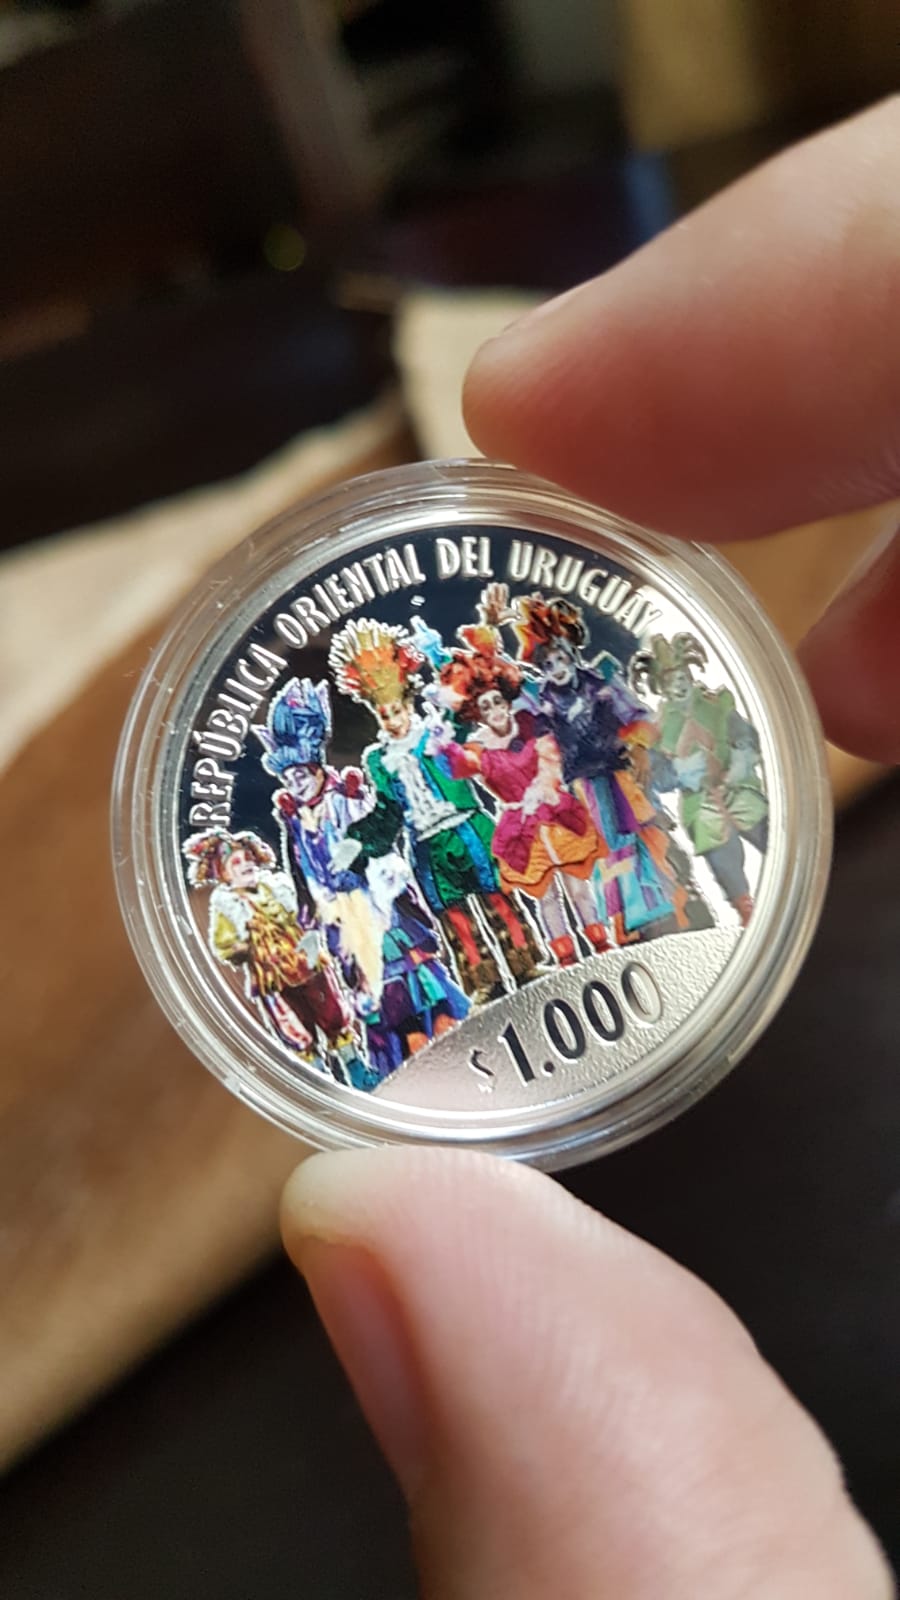 REPÚBLICA ORIENTAL DEL URUGUAY
$1.000